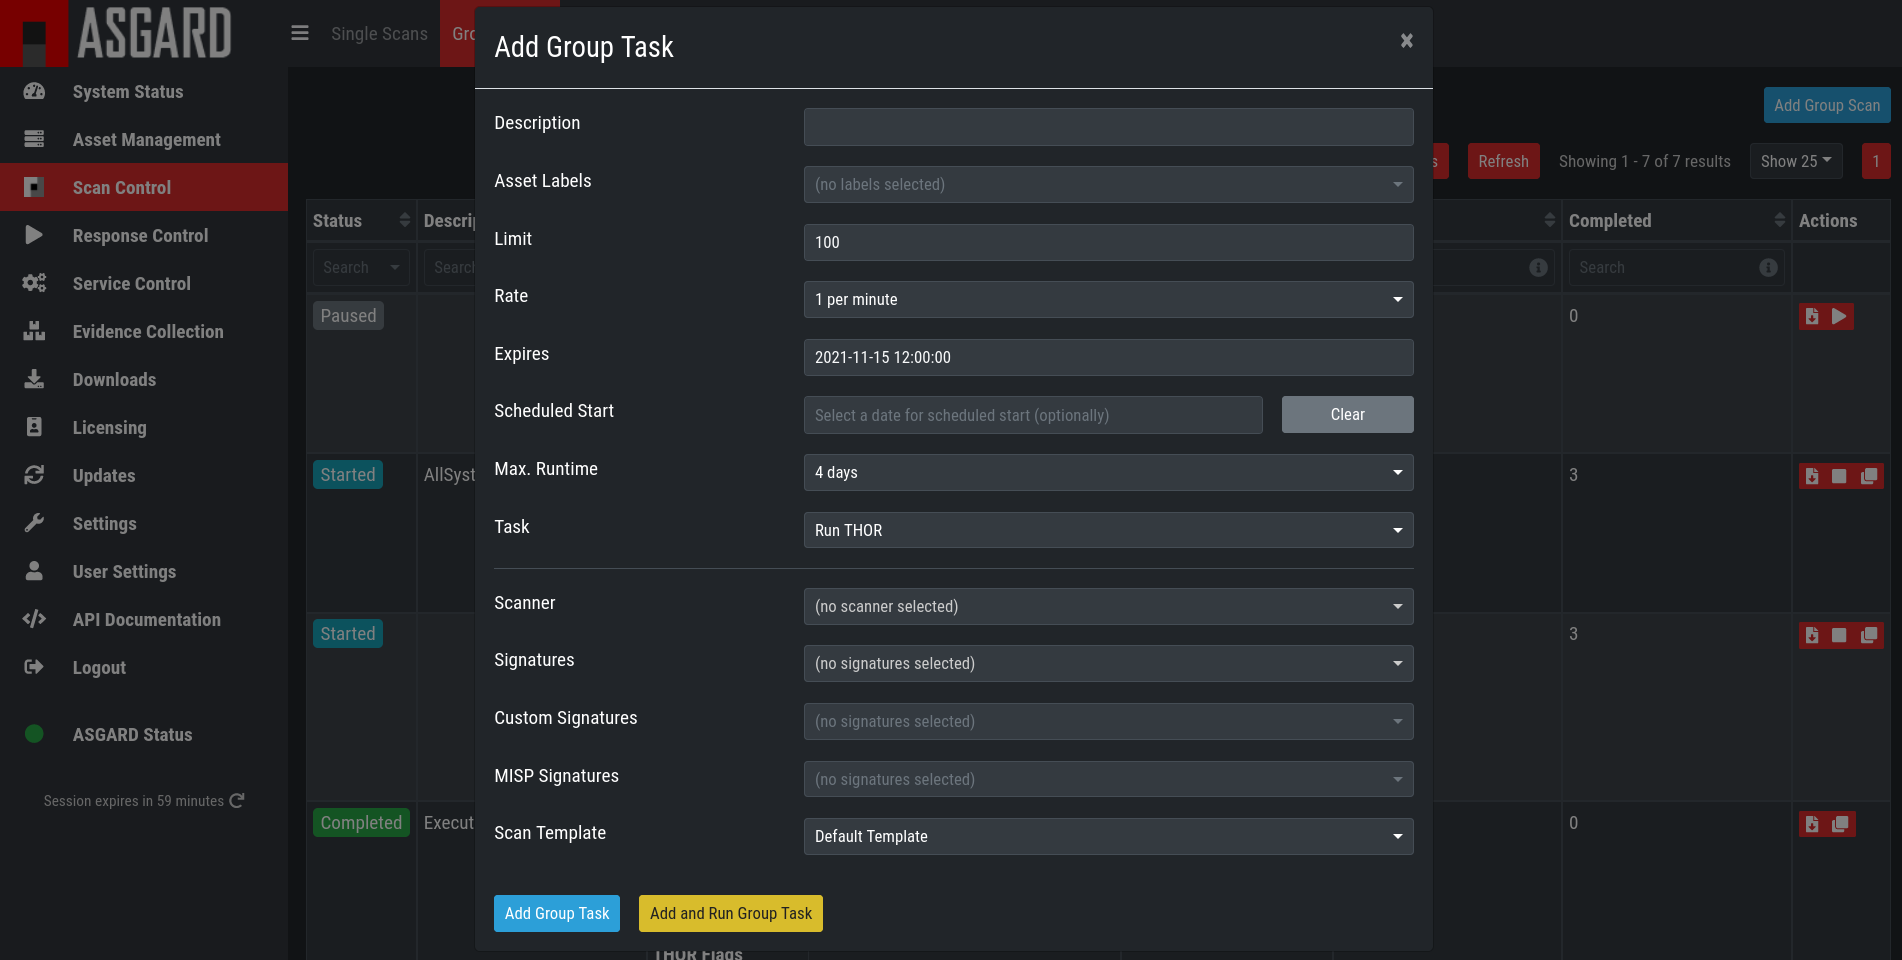 ASGARD
System Status
Asset Management
Scan Control
Response Control
Service Control
Evidence Collection
Downloads
Licensing
Updates
Settings
User Settings
API Documentation
Logout
ASGARD Status
Session expires in 59 minutes
Single Scans
Gro
Add Group Scan
s
Refresh
Showing 1 - 7 of 7 results
Show 25
1
Status
Descrip
Completed
Actions
Search
Search
Search
Paused
0
Started
AllSyst
3
Started
3
Completed
Execut
0
THOR Flags
Add Group Task
×
Description
Asset Labels
(no labels selected)
Limit
100
Rate
1 per minute
Expires
2021-11-15 12:00:00
Scheduled Start
Select a date for scheduled start (optionally)
Clear
Max. Runtime
4 days
Task
Run THOR
Scanner
(no scanner selected)
Signatures
(no signatures selected)
Custom Signatures
(no signatures selected)
MISP Signatures
(no signatures selected)
Scan Template
Default Template
Add Group Task
Add and Run Group Task